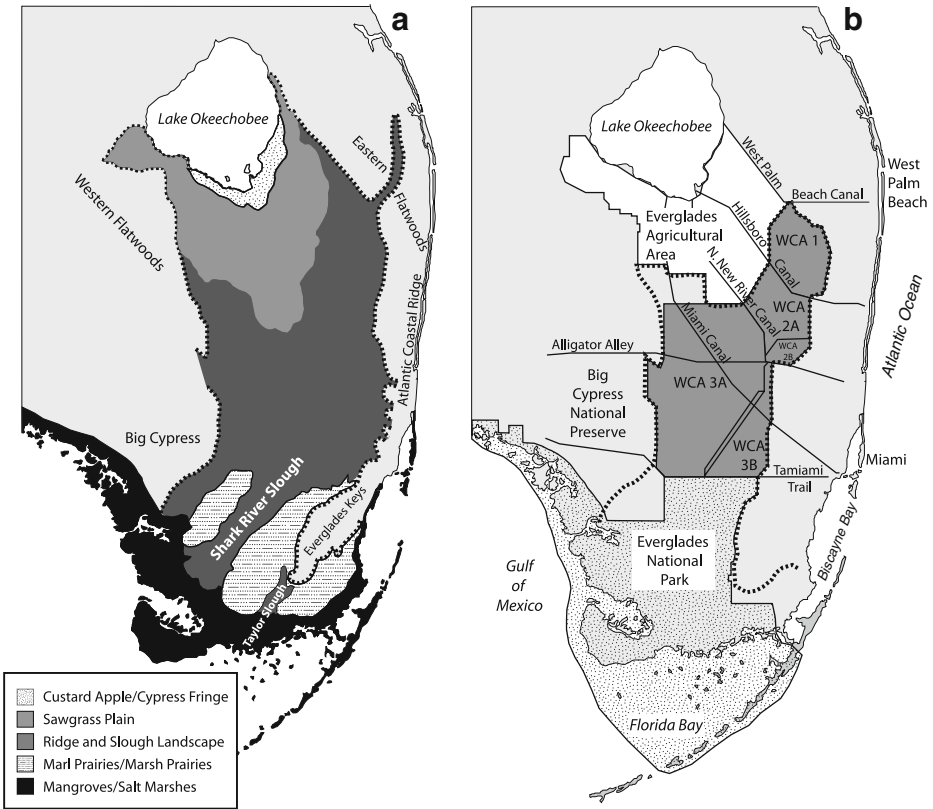 a
Lake Okeechobee
Eastern
Flatwoods
Western Flatwoods
Atlantic Coastal Ridge
Big Cypress
Shark River Slough
Everglades Keys
Taylor Slough
Custard Apple/Cypress Fringe
Sawgrass Plain
Ridge and Slough Landscape
Marl Prairies/Marsh Prairies
Mangroves/Salt Marshes
b
Lake Okeechobee
West Palm
Beach Canal
West
Palm
Beach
Hillsboro
Canal
Everglades
Agricultural
Area
WCA 1
N. New River Canal
WCA
2A
WCA
2B
Miami Canal
Atlantic Ocean
Alligator Alley
WCA 3A
Big
Cypress
National
Preserve
WCA
3B
Miami
Tamiami
Trail
Everglades
National
Park
Biscayne Bay
Gulf
of
Mexico
Florida Bay